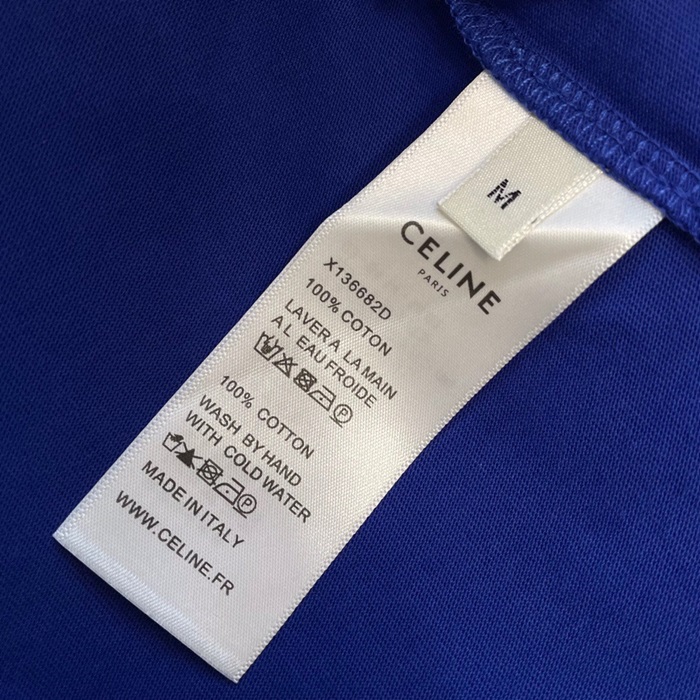 M
CELINE
PARIS
X136682D
100% COTON
LAVER A LA MAIN
A L EAU FROIDE
100% COTTON
WASH BY HAND
WITH COLD WATER
MADE IN ITALY
WWW.CELINE.FR